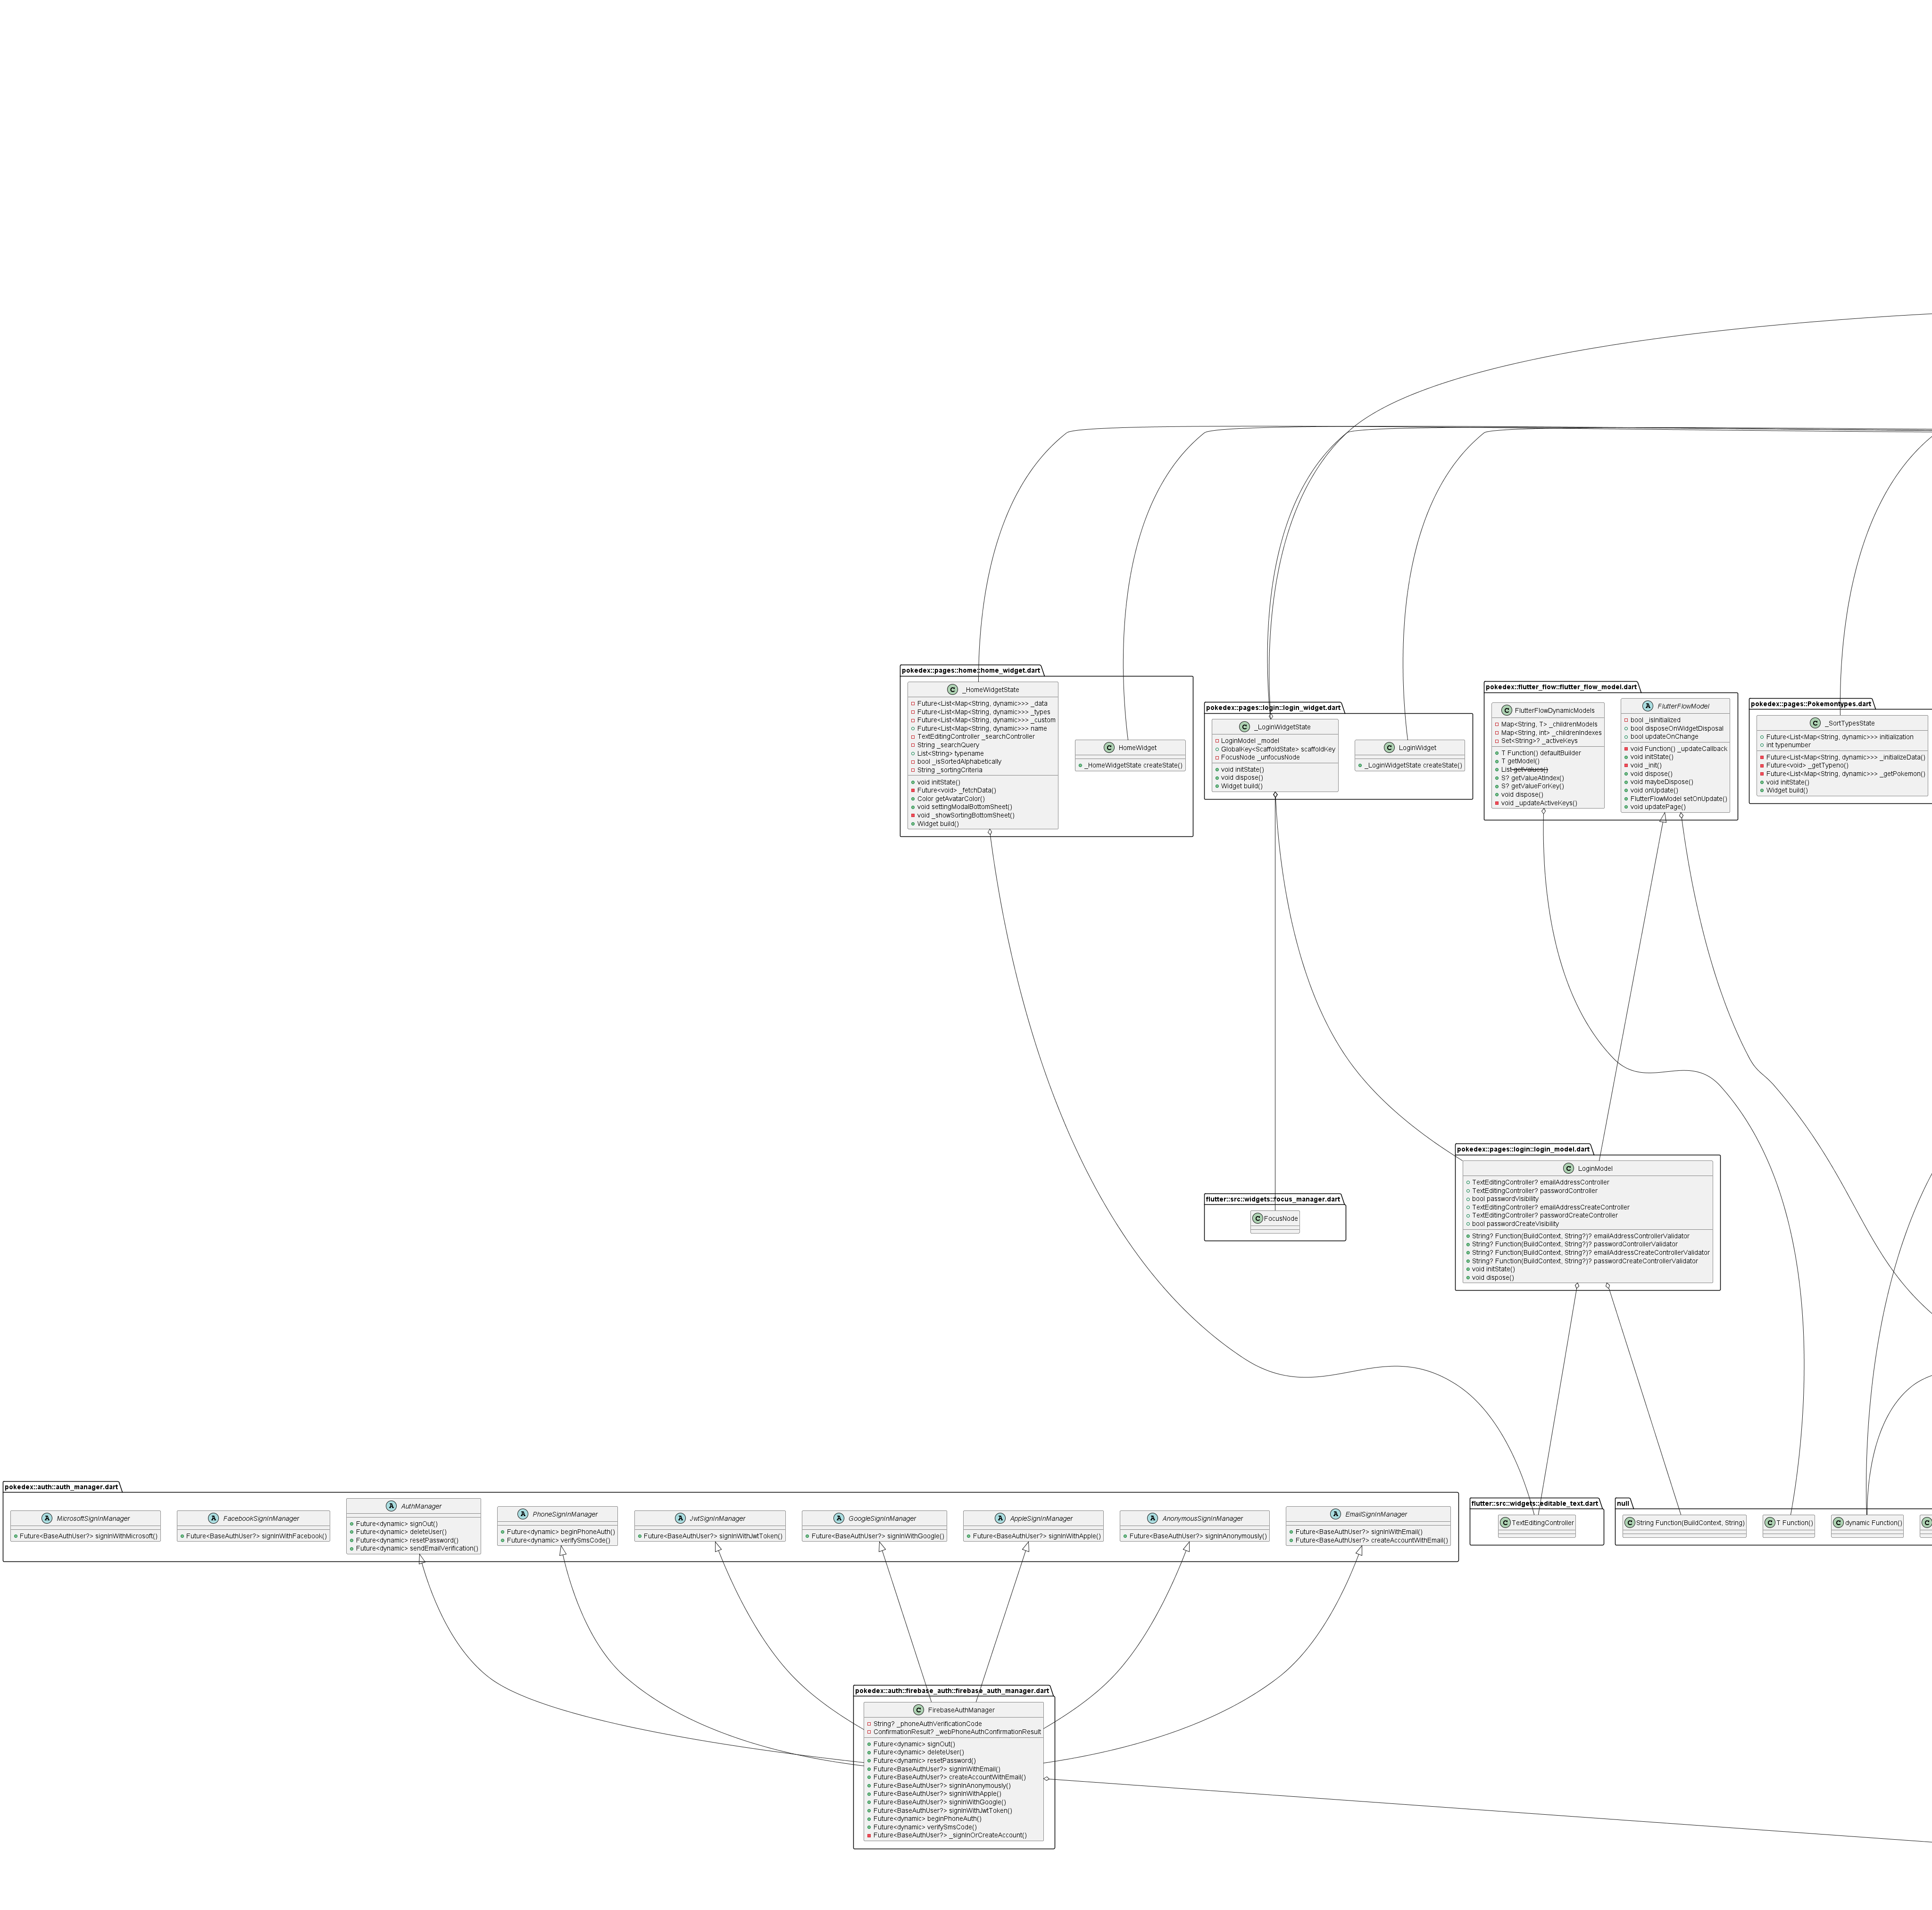 pokedex::pages::home::home_widget.dart
C _HomeWidgetState
Future<List<Map<String, dynamic>>> _data
Future<List<Map<String, dynamic>>> _types
Future<List<Map<String, dynamic>>> _custom
Future<List<Map<String, dynamic>>> name
TextEditingController _searchController
String _searchQuery
List<String> typename
bool _isSortedAlphabetically
String _sortingCriteria
void initState()
Future<void> _fetchData()
Color getAvatarColor()
void settingModalBottomSheet()
void _showSortingBottomSheet()
Widget build()
C HomeWidget
_HomeWidgetState createState()
pokedex::pages::login::login_widget.dart
C _LoginWidgetState
LoginModel _model
GlobalKey<ScaffoldState> scaffoldKey
FocusNode _unfocusNode
void initState()
void dispose()
Widget build()
C LoginWidget
_LoginWidgetState createState()
pokedex::flutter_flow::flutter_flow_model.dart
C FlutterFlowDynamicModels
Map<String, T> _childrenModels
Map<String, int> _childrenIndexes
Set<String>? _activeKeys
T Function() defaultBuilder
T getModel()
List getValues()
S? getValueAtIndex()
S? getValueForKey()
void dispose()
void _updateActiveKeys()
A FlutterFlowModel
bool _isInitialized
bool disposeOnWidgetDisposal
bool updateOnChange
void Function() _updateCallback
void initState()
void _init()
void dispose()
void maybeDispose()
void onUpdate()
FlutterFlowModel setOnUpdate()
void updatePage()
pokedex::pages::Pokemontypes.dart
C _SortTypesState
Future<List<Map<String, dynamic>>> initialization
int typenumber
Future<List<Map<String, dynamic>>> _initializeData()
Future<void> _getTypeno()
Future<List<Map<String, dynamic>>> _getPokemon()
void initState()
Widget build()
flutter::src::widgets::focus_manager.dart
C FocusNode
pokedex::pages::login::login_model.dart
C LoginModel
TextEditingController? emailAddressController
TextEditingController? passwordController
bool passwordVisibility
TextEditingController? emailAddressCreateController
TextEditingController? passwordCreateController
bool passwordCreateVisibility
String? Function(BuildContext, String?)? emailAddressControllerValidator
String? Function(BuildContext, String?)? passwordControllerValidator
String? Function(BuildContext, String?)? emailAddressCreateControllerValidator
String? Function(BuildContext, String?)? passwordCreateControllerValidator
void initState()
void dispose()
pokedex::auth::auth_manager.dart
A MicrosoftSignInManager
Future<BaseAuthUser?> signInWithMicrosoft()
A FacebookSignInManager
Future<BaseAuthUser?> signInWithFacebook()
A AuthManager
Future<dynamic> signOut()
Future<dynamic> deleteUser()
Future<dynamic> resetPassword()
Future<dynamic> sendEmailVerification()
A PhoneSignInManager
Future<dynamic> beginPhoneAuth()
Future<dynamic> verifySmsCode()
A JwtSignInManager
Future<BaseAuthUser?> signInWithJwtToken()
A GoogleSignInManager
Future<BaseAuthUser?> signInWithGoogle()
A AppleSignInManager
Future<BaseAuthUser?> signInWithApple()
A AnonymousSignInManager
Future<BaseAuthUser?> signInAnonymously()
A EmailSignInManager
Future<BaseAuthUser?> signInWithEmail()
Future<BaseAuthUser?> createAccountWithEmail()
flutter::src::widgets::editable_text.dart
C TextEditingController
null
C String Function(BuildContext, String)
C T Function()
C dynamic Function()
C
pokedex::auth::firebase_auth::firebase_auth_manager.dart
C FirebaseAuthManager
String? _phoneAuthVerificationCode
ConfirmationResult? _webPhoneAuthConfirmationResult
Future<dynamic> signOut()
Future<dynamic> deleteUser()
Future<dynamic> resetPassword()
Future<BaseAuthUser?> signInWithEmail()
Future<BaseAuthUser?> createAccountWithEmail()
Future<BaseAuthUser?> signInAnonymously()
Future<BaseAuthUser?> signInWithApple()
Future<BaseAuthUser?> signInWithGoogle()
Future<BaseAuthUser?> signInWithJwtToken()
Future<dynamic> beginPhoneAuth()
Future<dynamic> verifySmsCode()
Future<BaseAuthUser?> _signInOrCreateAccount()